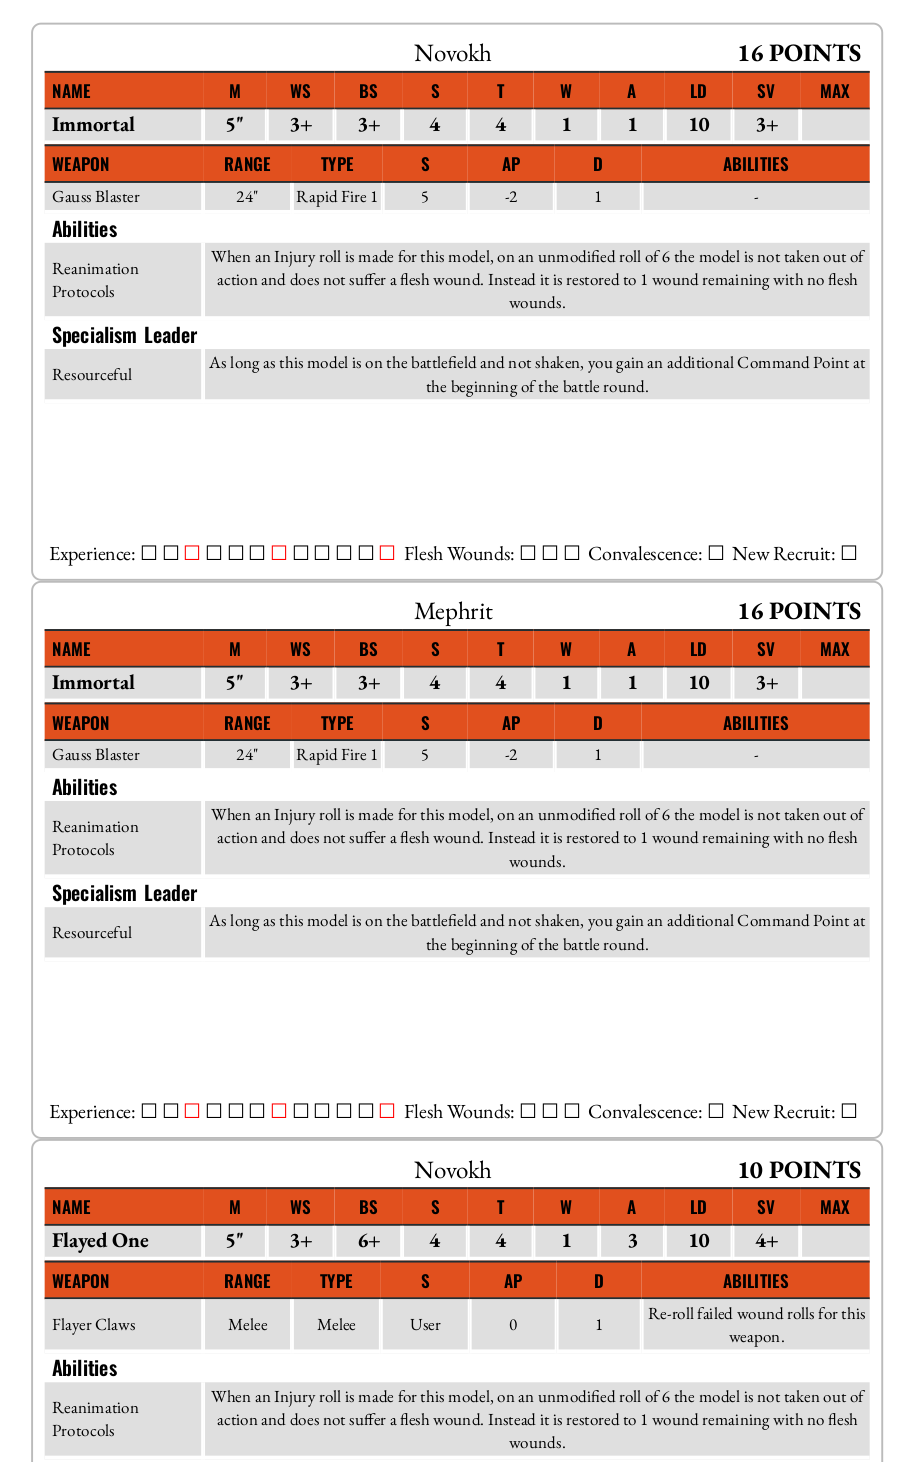 Novokh 16 POINTS
NAME M WS BS S T W A LD SV MAX
Immortal 5" 3+ 3+ 4 4 1 1 10 3+
WEAPON RANGE TYPE S AP D ABILITIES
Gauss Blaster 24" Rapid Fire 1 5 -2 1 -
Abilities
Reanimation Protocols
When an Injury roll is made for this model, on an unmodified roll of 6 the model is not taken out of
action and does not suffer a flesh wound. Instead it is restored to 1 wound remaining with no flesh
wounds.
Specialism Leader
Resourceful
As long as this model is on the battlefield and not shaken, you gain an additional Command Point at
the beginning of the battle round.
Experience: ☐ ☐ ☐ ☐ ☐ ☐ ☐ ☐ ☐ ☐ ☐ ☐ Flesh Wounds: ☐ ☐ ☐ Convalescence: ☐ New Recruit: ☐
Mephrit 16 POINTS
NAME M WS BS S T W A LD SV MAX
Immortal 5" 3+ 3+ 4 4 1 1 10 3+
WEAPON RANGE TYPE S AP D ABILITIES
Gauss Blaster 24" Rapid Fire 1 5 -2 1 -
Abilities
Reanimation Protocols
When an Injury roll is made for this model, on an unmodified roll of 6 the model is not taken out of
action and does not suffer a flesh wound. Instead it is restored to 1 wound remaining with no flesh
wounds.
Specialism Leader
Resourceful
As long as this model is on the battlefield and not shaken, you gain an additional Command Point at
the beginning of the battle round.
Experience: ☐ ☐ ☐ ☐ ☐ ☐ ☐ ☐ ☐ ☐ ☐ ☐ Flesh Wounds: ☐ ☐ ☐ Convalescence: ☐ New Recruit: ☐
Novokh 10 POINTS
NAME M WS BS S T W A LD SV MAX
Flayed One 5" 3+ 6+ 4 4 1 3 10 4+
WEAPON RANGE TYPE S AP D ABILITIES
Flayer Claws Melee Melee User 0 1 Re-roll failed wound rolls for this
weapon.
Abilities
Reanimation Protocols
When an Injury roll is made for this model, on an unmodified roll of 6 the model is not taken out of
action and does not suffer a flesh wound. Instead it is restored to 1 wound remaining with no flesh
wounds.